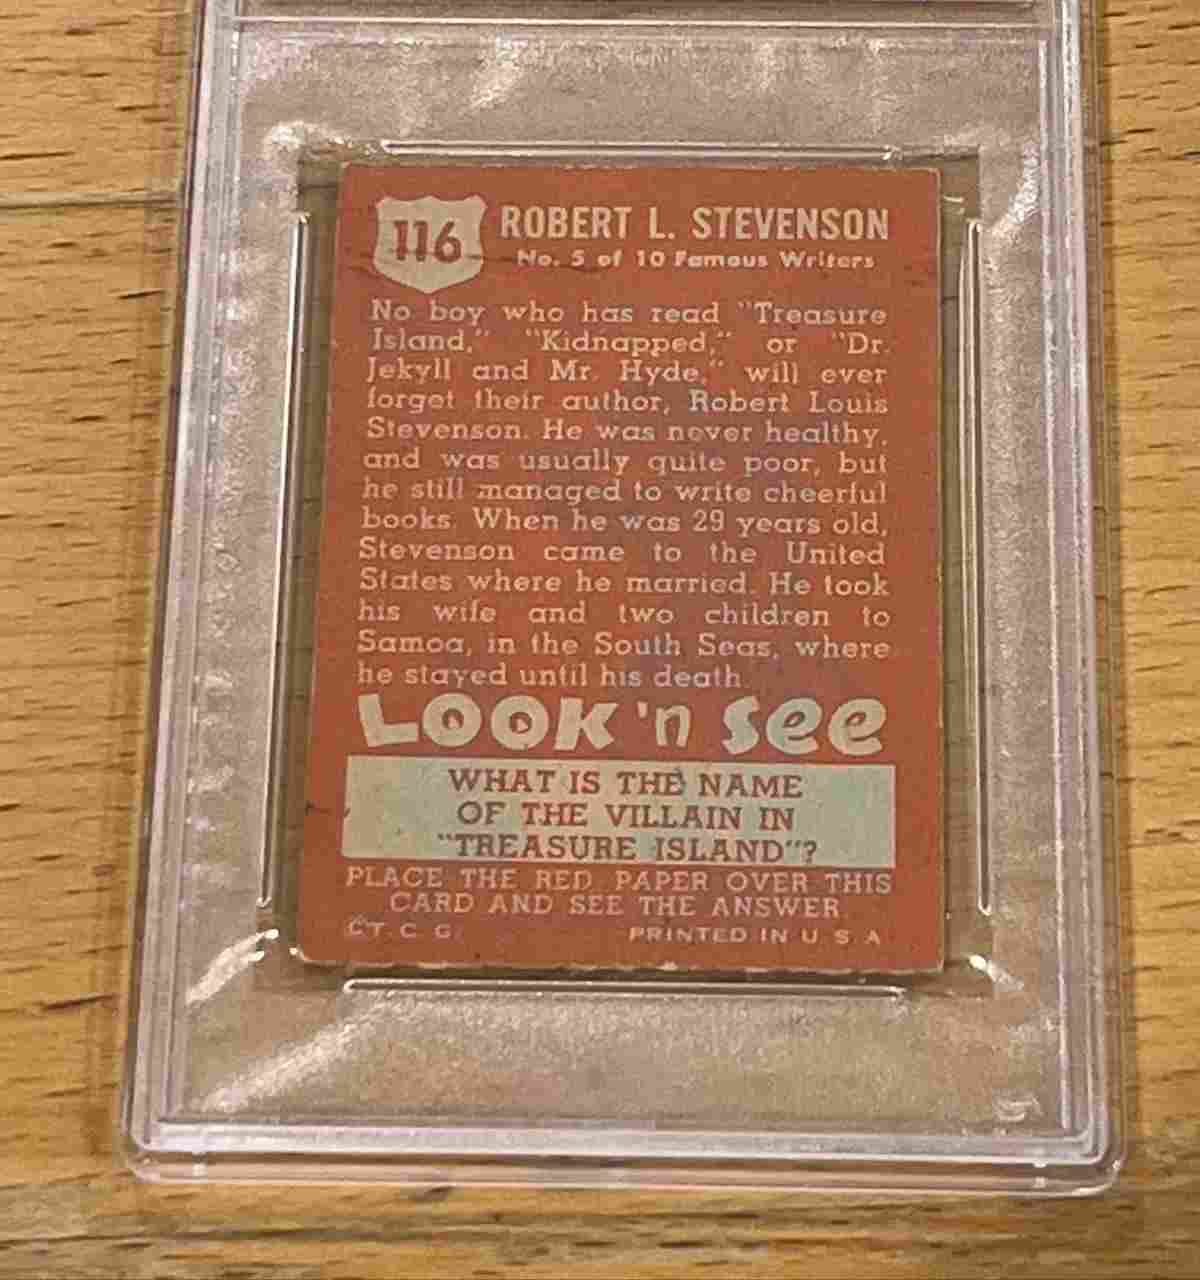 116 ROBERT L. STEVENSON
No. 5 of 10 Famous Writers
No boy who has read "Treasure
Island," "Kidnapped," or "Dr.
Jekyll and Mr. Hyde," will ever
forget their author, Robert Louis
Stevenson. He was never healthy,
and was usually quite poor, but
he still managed to write cheerful
books. When he was 29 years old,
Stevenson came to the United
States where he married. He took
his wife and two children to
Samoa, in the South Seas, where
he stayed until his death.
LOOK 'n See
WHAT IS THE NAME
OF THE VILLAIN IN
"TREASURE ISLAND"?
PLACE THE RED PAPER OVER THIS
CARD AND SEE THE ANSWER
©T. C. G. PRINTED IN U. S. A.